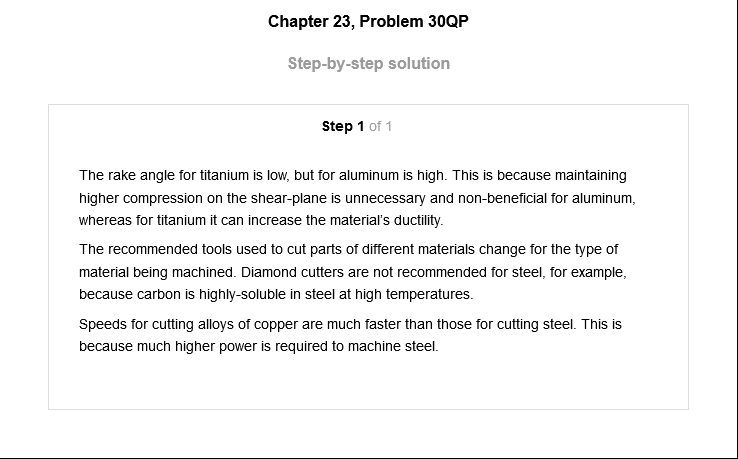 Chapter 23, Problem 30QP
Step-by-step solution
Step 1 of 1
The rake angle for titanium is low, but for aluminum is high. This is because maintaining
higher compression on the shear-plane is unnecessary and non-beneficial for aluminum,
whereas for titanium it can increase the material's ductility.
The recommended tools used to cut parts of different materials change for the type of
material being machined. Diamond cutters are not recommended for steel, for example,
because carbon is highly-soluble in steel at high temperatures.
Speeds for cutting alloys of copper are much faster than those for cutting steel. This is
because much higher power is required to machine steel.